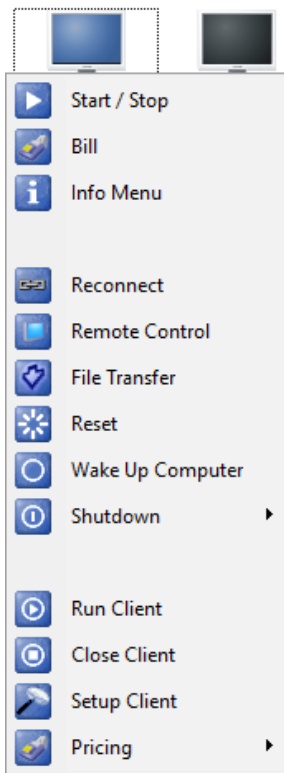 Start / Stop
Bill
Info Menu
Reconnect
Remote Control
File Transfer
Reset
Wake Up Computer
Shutdown
Run Client
Close Client
Setup Client
Pricing